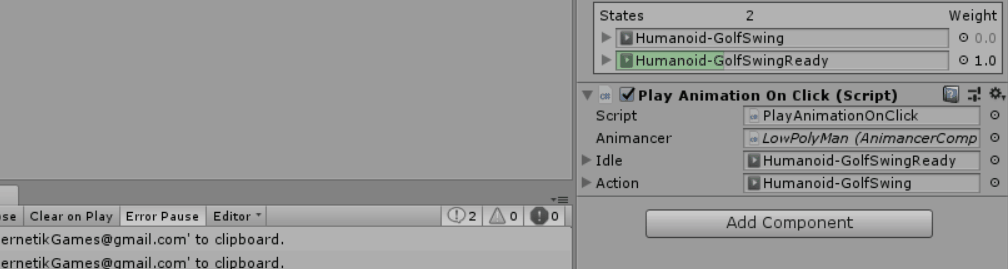 States 2 Weight
Humanoid-GolfSwing 0.0
Humanoid-GolfSwingReady 1.0
Play Animation On Click (Script)
Script PlayAnimationOnClick
Animancer LowPolyMan (AnimancerComp
Idle Humanoid-GolfSwingReady
Action Humanoid-GolfSwing
Add Component
Clear on Play Error Pause Editor 2 0 0
ernetikGames@gmail.com' to clipboard.
ernetikGames@gmail.com' to clipboard.